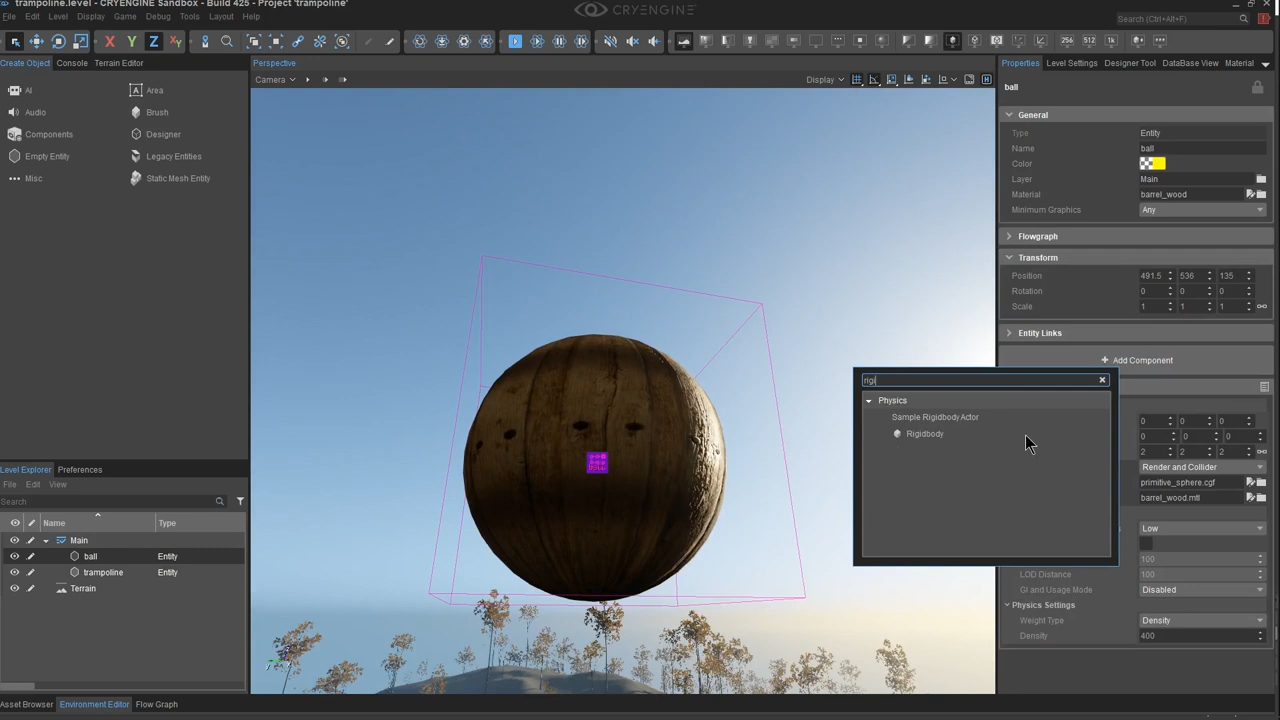 trampoline.level - CRYENGINE Sandbox - Build 425 - Project 'trampoline'
CRYENGINE
File Edit Level Display Game Debug Tools Layout Help
Search (Ctrl+Alt+F)
X Y Z XY
256 512 1k
Create Object Console Terrain Editor
Perspective
Properties Level Settings Designer Tool DataBase View Material
Camera
Display
AI
Area
Audio
Brush
Components
Designer
Empty Entity
Legacy Entities
Misc
Static Mesh Entity
ball
General
Type Entity
Name ball
Color
Layer Main
Material barrel_wood
Minimum Graphics Any
Flowgraph
Transform
Position 491.5 536 135
Rotation 0 0 0
Scale 1 1 1
Entity Links
Add Component
rigi
Physics
Sample Rigidbody Actor
Rigidbody
0 0 0
0 0 0
2 2 2
Render and Collider
primitive_sphere.cgf
barrel_wood.mtl
Low
100
LOD Distance 100
GI and Usage Mode Disabled
Physics Settings
Weight Type Density
Density 400
Level Explorer Preferences
File Edit View
Search
Name Type
Main
ball Entity
trampoline Entity
Terrain
Asset Browser Environment Editor Flow Graph